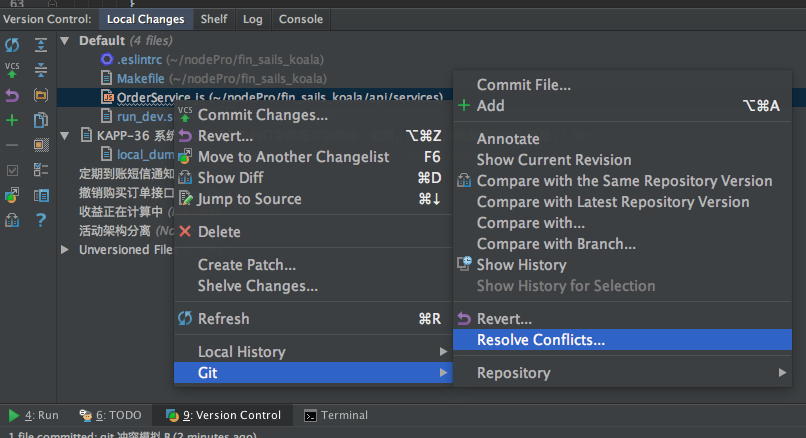 63
}
Version Control: Local Changes Shelf Log Console
Default (4 files)
.eslintrc (~/nodePro/fin_sails_koala)
Makefile (~/nodePro/fin_sails_koala)
OrderService.js (~/nodePro/fin_sails_koala/api/services)
run_dev.s
KAPP-36 系统
local_dum
定期到账短信通知
撤销购买订单接口
收益正在计算中
活动架构分离 (No
Unversioned File
VCS
Commit Changes...
Revert... ⌥⌘Z
Move to Another Changelist F6
Show Diff ⌘D
Jump to Source ⌘↓
Delete
Create Patch...
Shelve Changes...
Refresh ⌘R
Local History
Git
Commit File...
+ Add ⌥⌘A
Annotate
Show Current Revision
Compare with the Same Repository Version
Compare with Latest Repository Version
Compare with...
Compare with Branch...
Show History
Show History for Selection
Revert...
Resolve Conflicts...
Repository
VCS
?
4: Run 6: TODO 9: Version Control Terminal
1 file committed: git 冲突模拟 B (2 minutes ago)